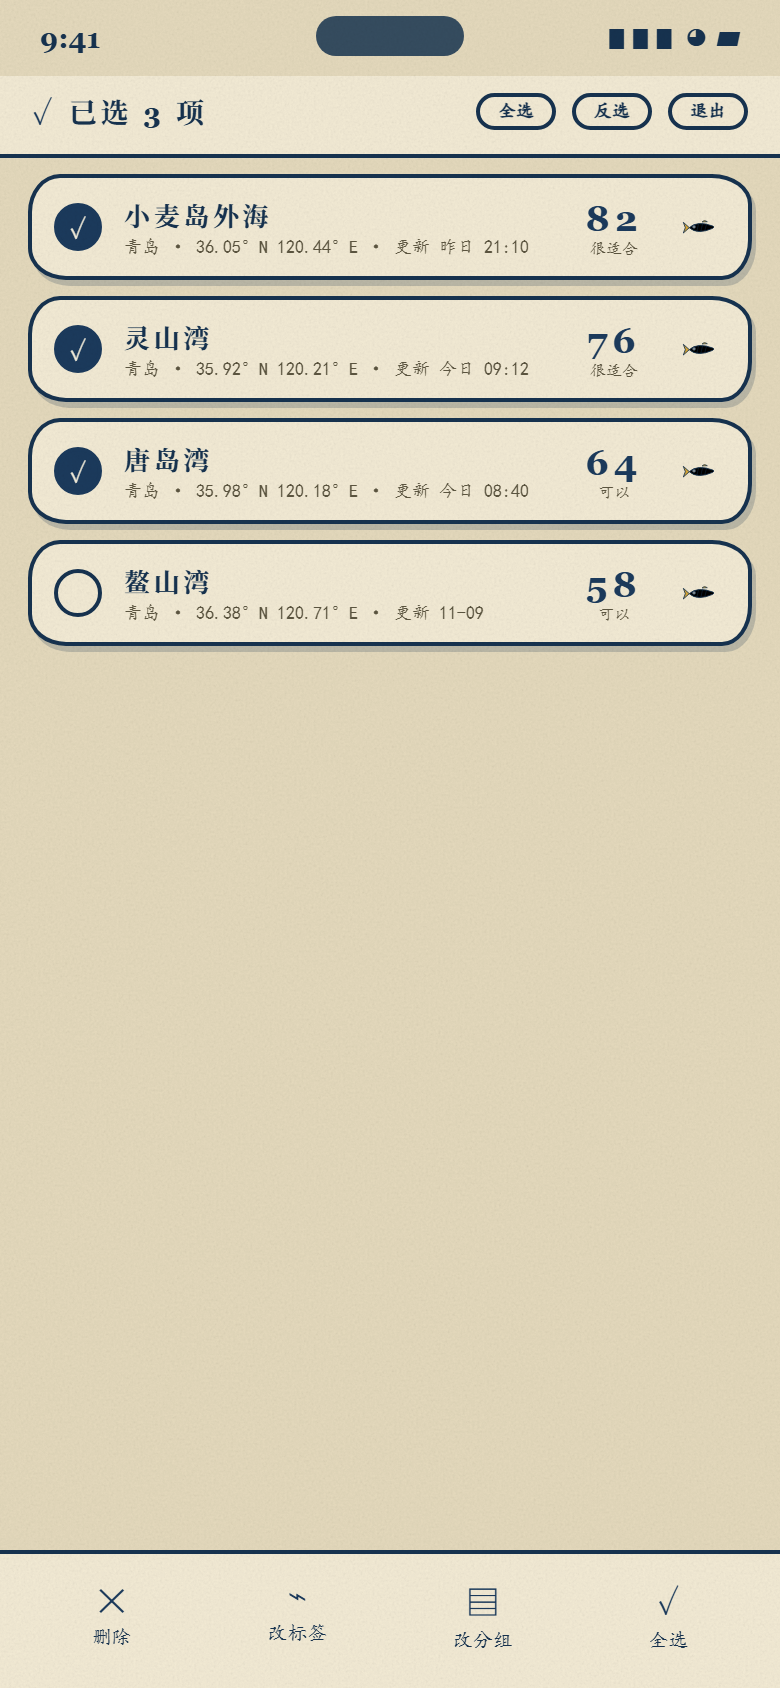 9:41
✓ 已选 3 项 全选 反选 退出
✓ 小麦岛外海 82
青岛 • 36.05° N 120.44° E • 更新 昨日 21:10 很适合
✓ 灵山湾 76
青岛 • 35.92° N 120.21° E • 更新 今日 09:12 很适合
✓ 唐岛湾 64
青岛 • 35.98° N 120.18° E • 更新 今日 08:40 可以
鳌山湾 58
青岛 • 36.38° N 120.71° E • 更新 11-09 可以
删除 改标签 改分组 全选